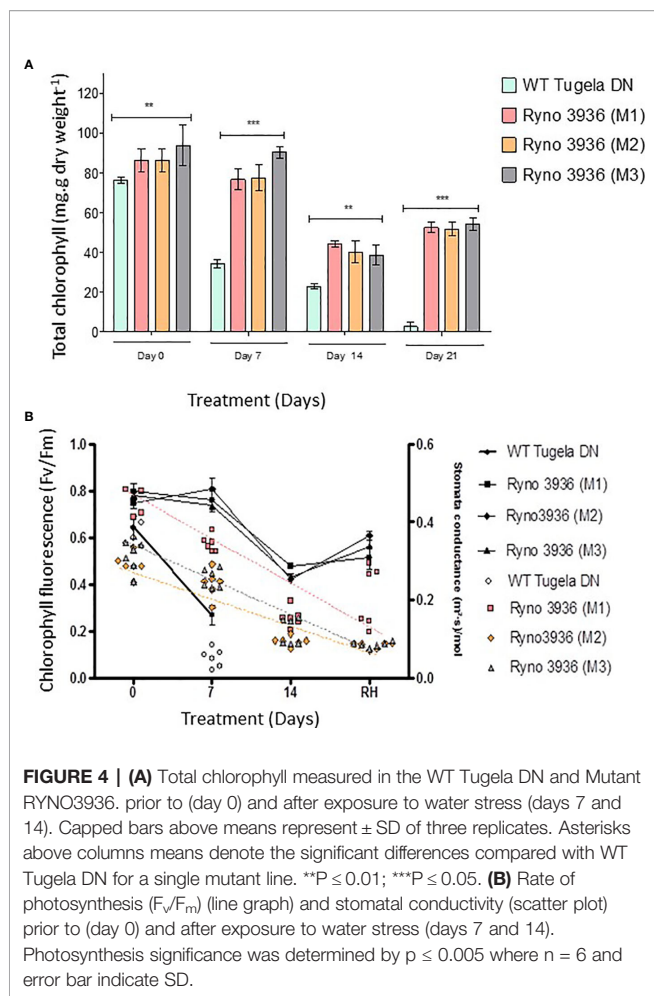 A
Total chlorophyll (mg.g dry weight-1)
120
100
80
60
40
20
0
**
***
**
***
Day 0
Day 7
Day 14
Day 21
Treatment (Days)
WT Tugela DN
Ryno 3936 (M1)
Ryno 3936 (M2)
Ryno 3936 (M3)
B
Chlorophyll fluorescence (Fv/Fm)
1.0
0.8
0.6
0.4
0.2
0.0
0
7
14
RH
Treatment (Days)
0.6
0.4
0.2
0.0
Stomata conductance (m²·s)/mol
WT Tugela DN
Ryno 3936 (M1)
Ryno3936 (M2)
Ryno 3936 (M3)
WT Tugela DN
Ryno 3936 (M1)
Ryno3936 (M2)
Ryno 3936 (M3)
FIGURE 4 | (A) Total chlorophyll measured in the WT Tugela DN and Mutant
RYNO3936. prior to (day 0) and after exposure to water stress (days 7 and
14). Capped bars above means represent ± SD of three replicates. Asterisks
above columns means denote the significant differences compared with WT
Tugela DN for a single mutant line. **P ≤ 0.01; ***P ≤ 0.05. (B) Rate of
photosynthesis (Fv/Fm) (line graph) and stomatal conductivity (scatter plot)
prior to (day 0) and after exposure to water stress (days 7 and 14).
Photosynthesis significance was determined by p ≤ 0.005 where n = 6 and
error bar indicate SD.